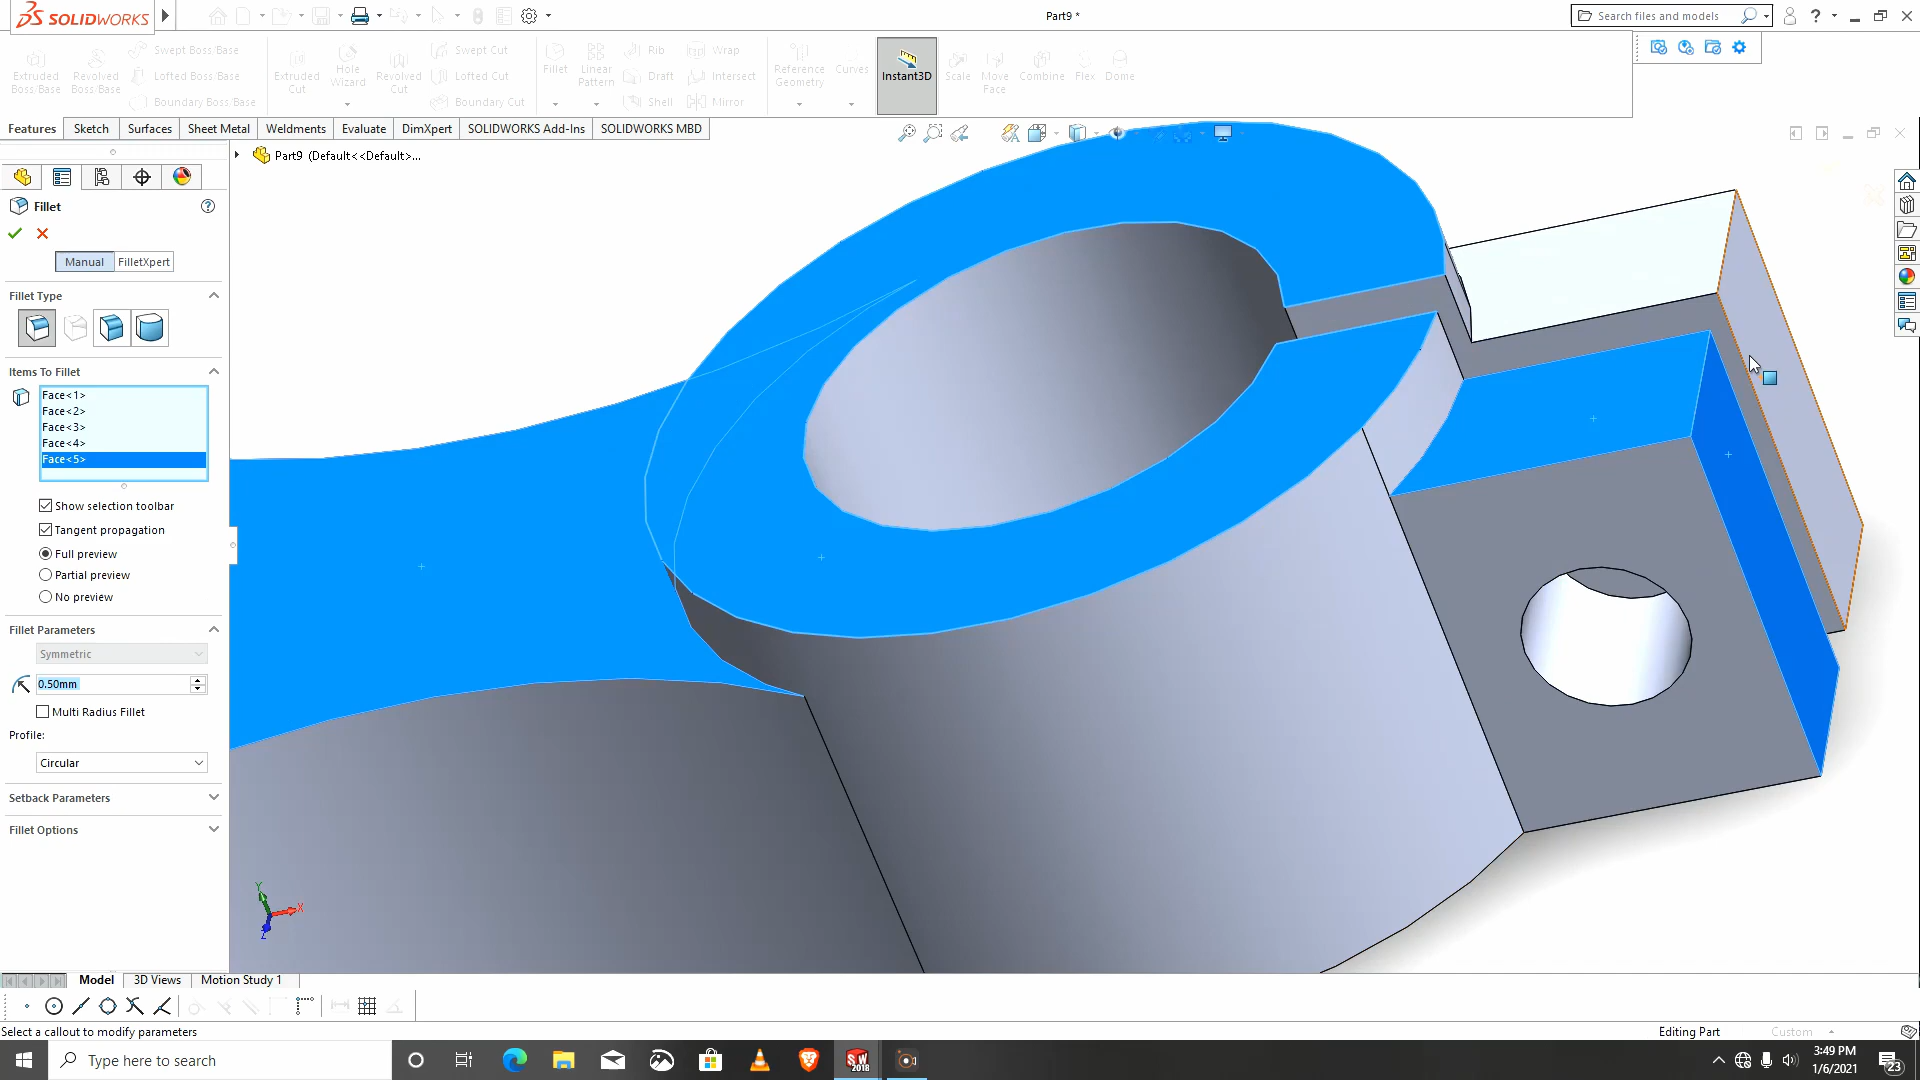 SOLIDWORKS
Part9 *
Search files and models
Extruded Boss/Base
Revolved Boss/Base
Swept Boss/Base
Lofted Boss/Base
Boundary Boss/Base
Extruded Cut
Hole Wizard
Revolved Cut
Swept Cut
Lofted Cut
Boundary Cut
Fillet
Linear Pattern
Rib
Draft
Shell
Wrap
Intersect
Mirror
Reference Geometry
Curves
Instant3D
Scale
Move Face
Combine
Flex
Dome
Features
Sketch
Surfaces
Sheet Metal
Weldments
Evaluate
DimXpert
SOLIDWORKS Add-Ins
SOLIDWORKS MBD
Part9 (Default<<Default>...
Fillet
Manual
FilletXpert
Fillet Type
Items To Fillet
Face<1>
Face<2>
Face<3>
Face<4>
Face<5>
Show selection toolbar
Tangent propagation
Full preview
Partial preview
No preview
Fillet Parameters
Symmetric
0.50mm
Multi Radius Fillet
Profile:
Circular
Setback Parameters
Fillet Options
Y
X
Z
Model
3D Views
Motion Study 1
Select a callout to modify parameters
Editing Part
Custom
Type here to search
SW
2018
3:49 PM
1/6/2021
23